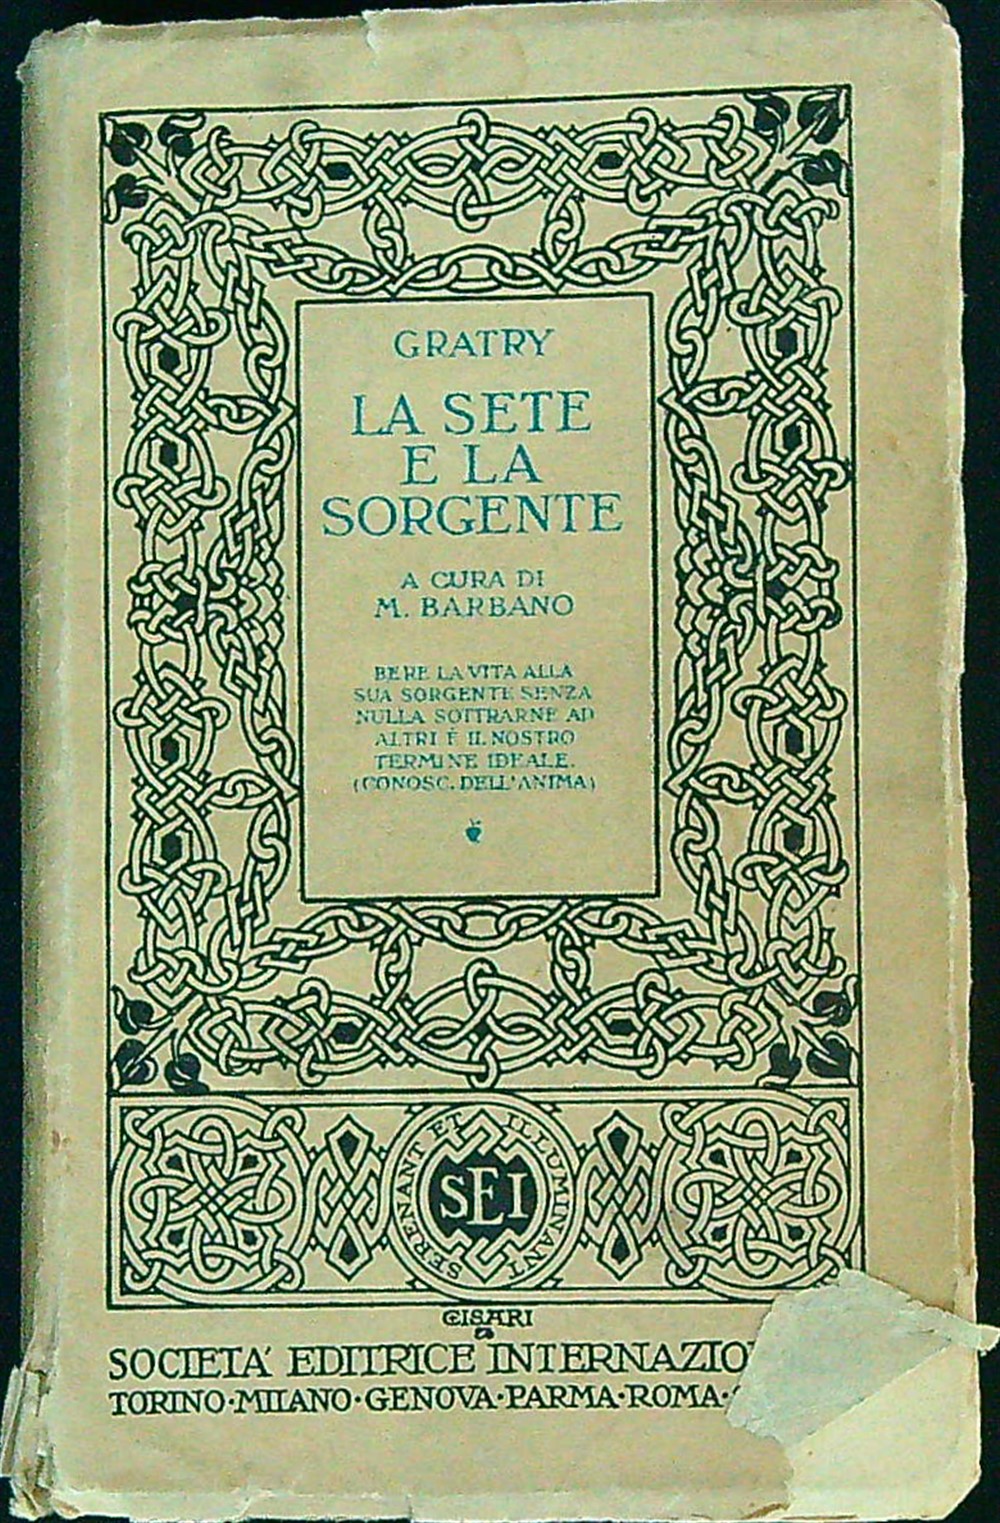 GRATRY
LA SETE
E LA
SORGENTE
A CURA DI
M. BARBANO
BERE LA VITA ALLA
SUA SORGENTE SENZA
NULLA SOTTRARNE AD
ALTRI È IL NOSTRO
TERMINE IDEALE.
(CONOSC. DELL'ANIMA)
SERENANT ET ILLUMINANT
SEI
CISARI
SOCIETA' EDITRICE INTERNAZIO
TORINO·MILANO·GENOVA·PARMA·ROMA·